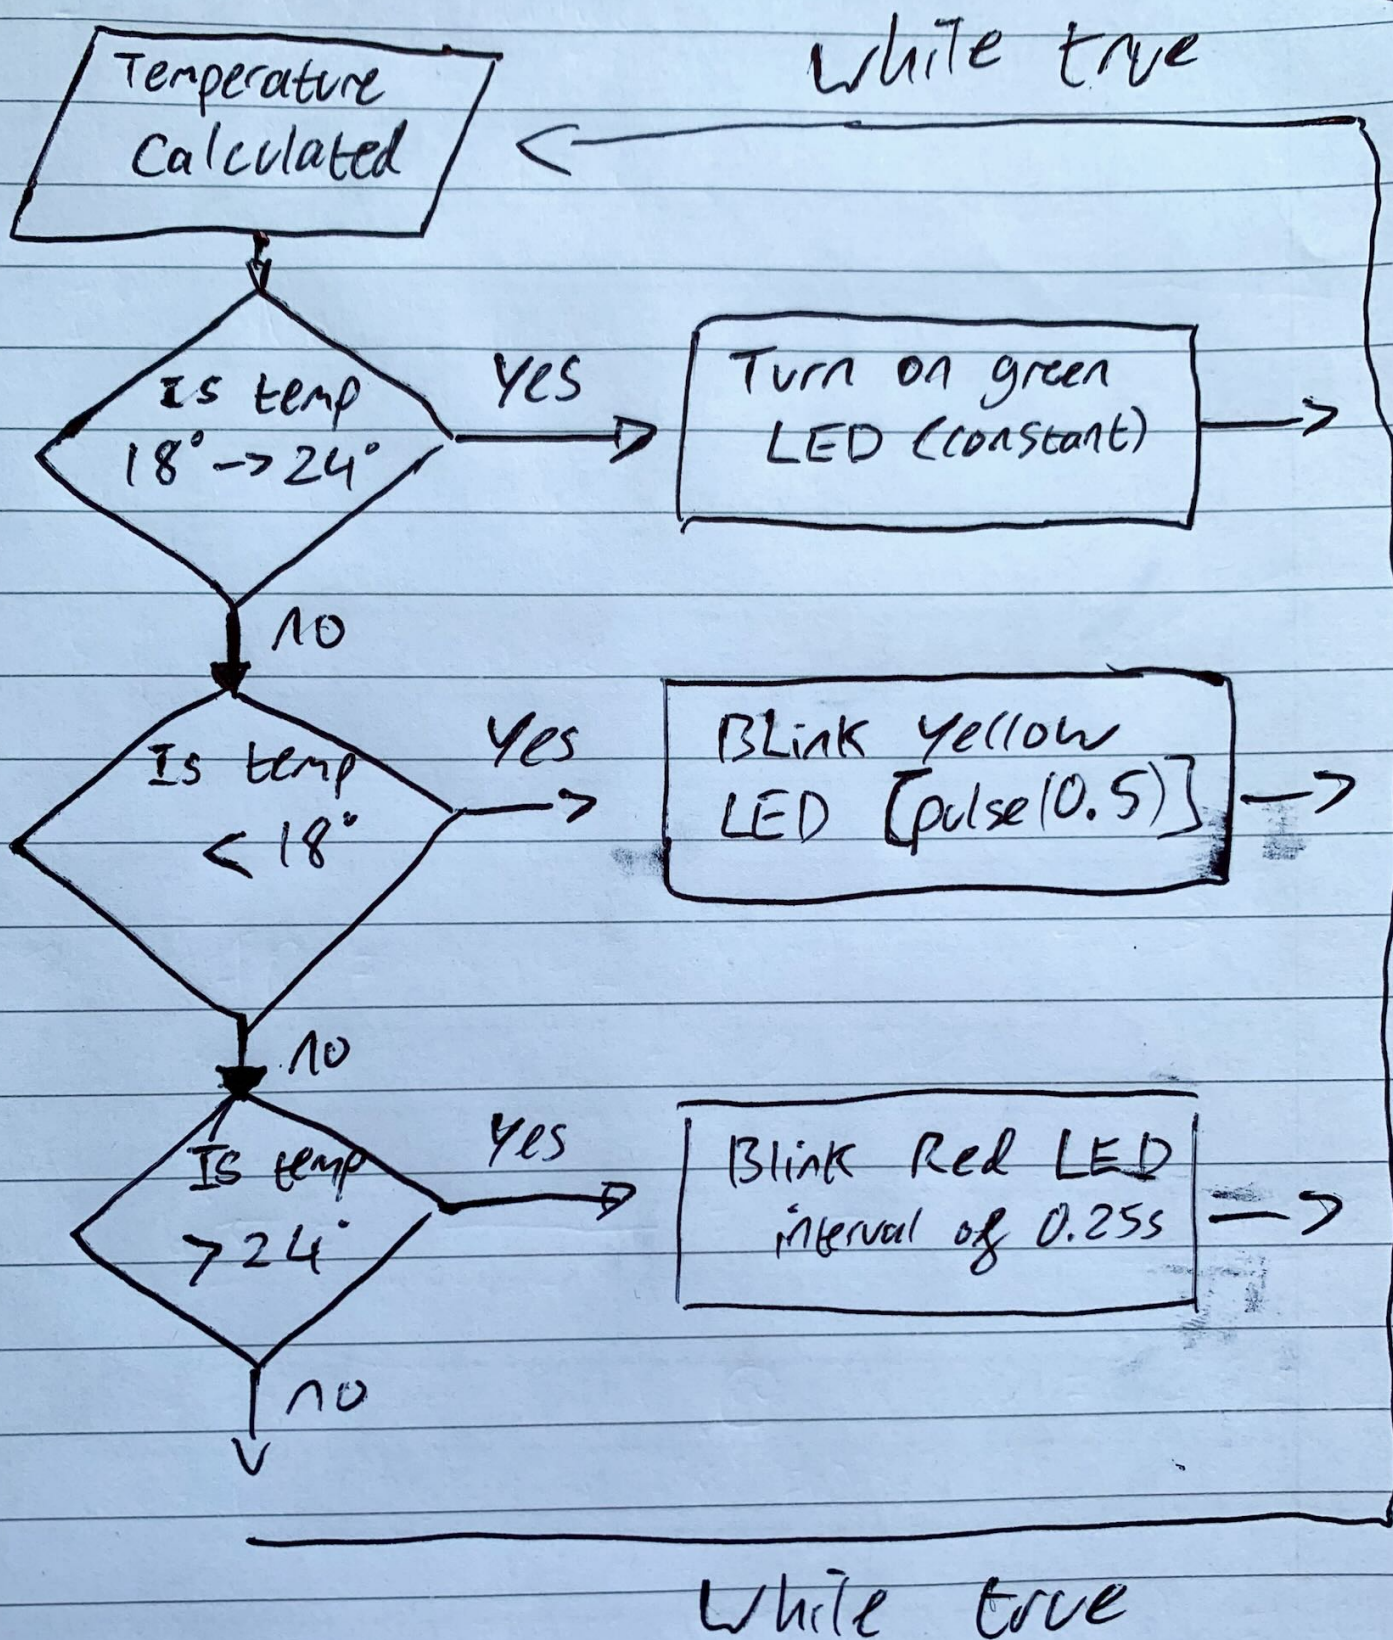 while true
Temperature
Calculated
Is temp
18° -> 24°
Yes
Turn on green
LED (constant)
no
Is temp
< 18°
Yes
Blink yellow
LED [pulse(0.5)]
no
Is temp
> 24°
Yes
Blink Red LED
interval of 0.25s
no
while true